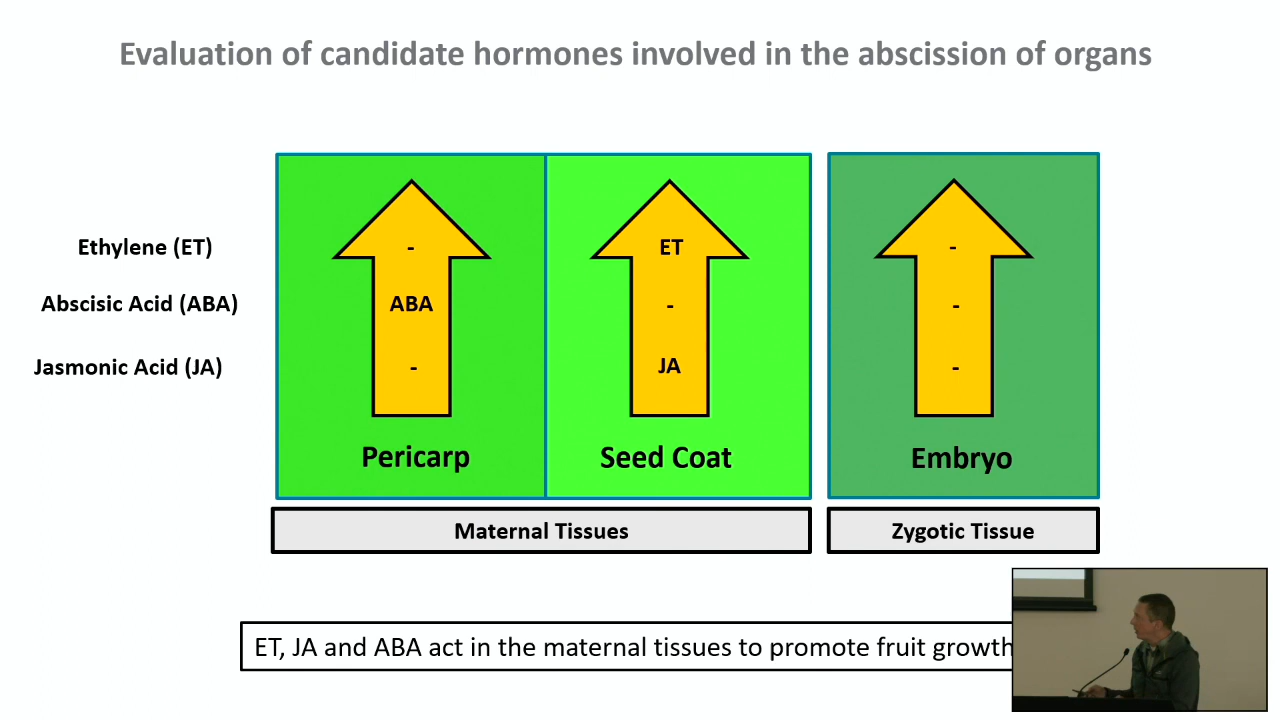 Evaluation of candidate hormones involved in the abscission of organs
Ethylene (ET) - ET -
Abscisic Acid (ABA) ABA - -
Jasmonic Acid (JA) - JA -
Pericarp Seed Coat Embryo
Maternal Tissues Zygotic Tissue
ET, JA and ABA act in the maternal tissues to promote fruit growth